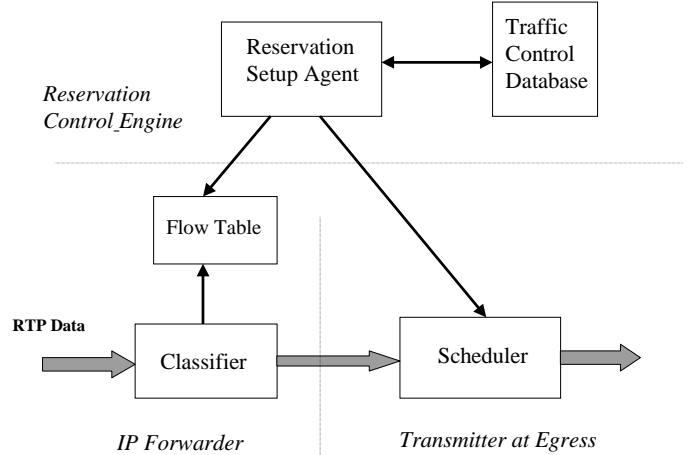 Reservation
Setup Agent
Traffic
Control
Database
Reservation
Control_Engine
Flow Table
RTP Data
Classifier
Scheduler
IP Forwarder
Transmitter at Egress